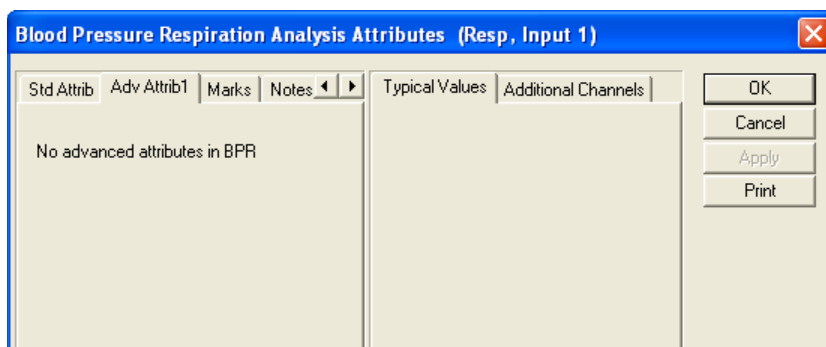 Blood Pressure Respiration Analysis Attributes (Resp, Input 1)
Std Attrib Adv Attrib1 Marks Notes
Typical Values Additional Channels
OK
Cancel
Apply
Print
No advanced attributes in BPR